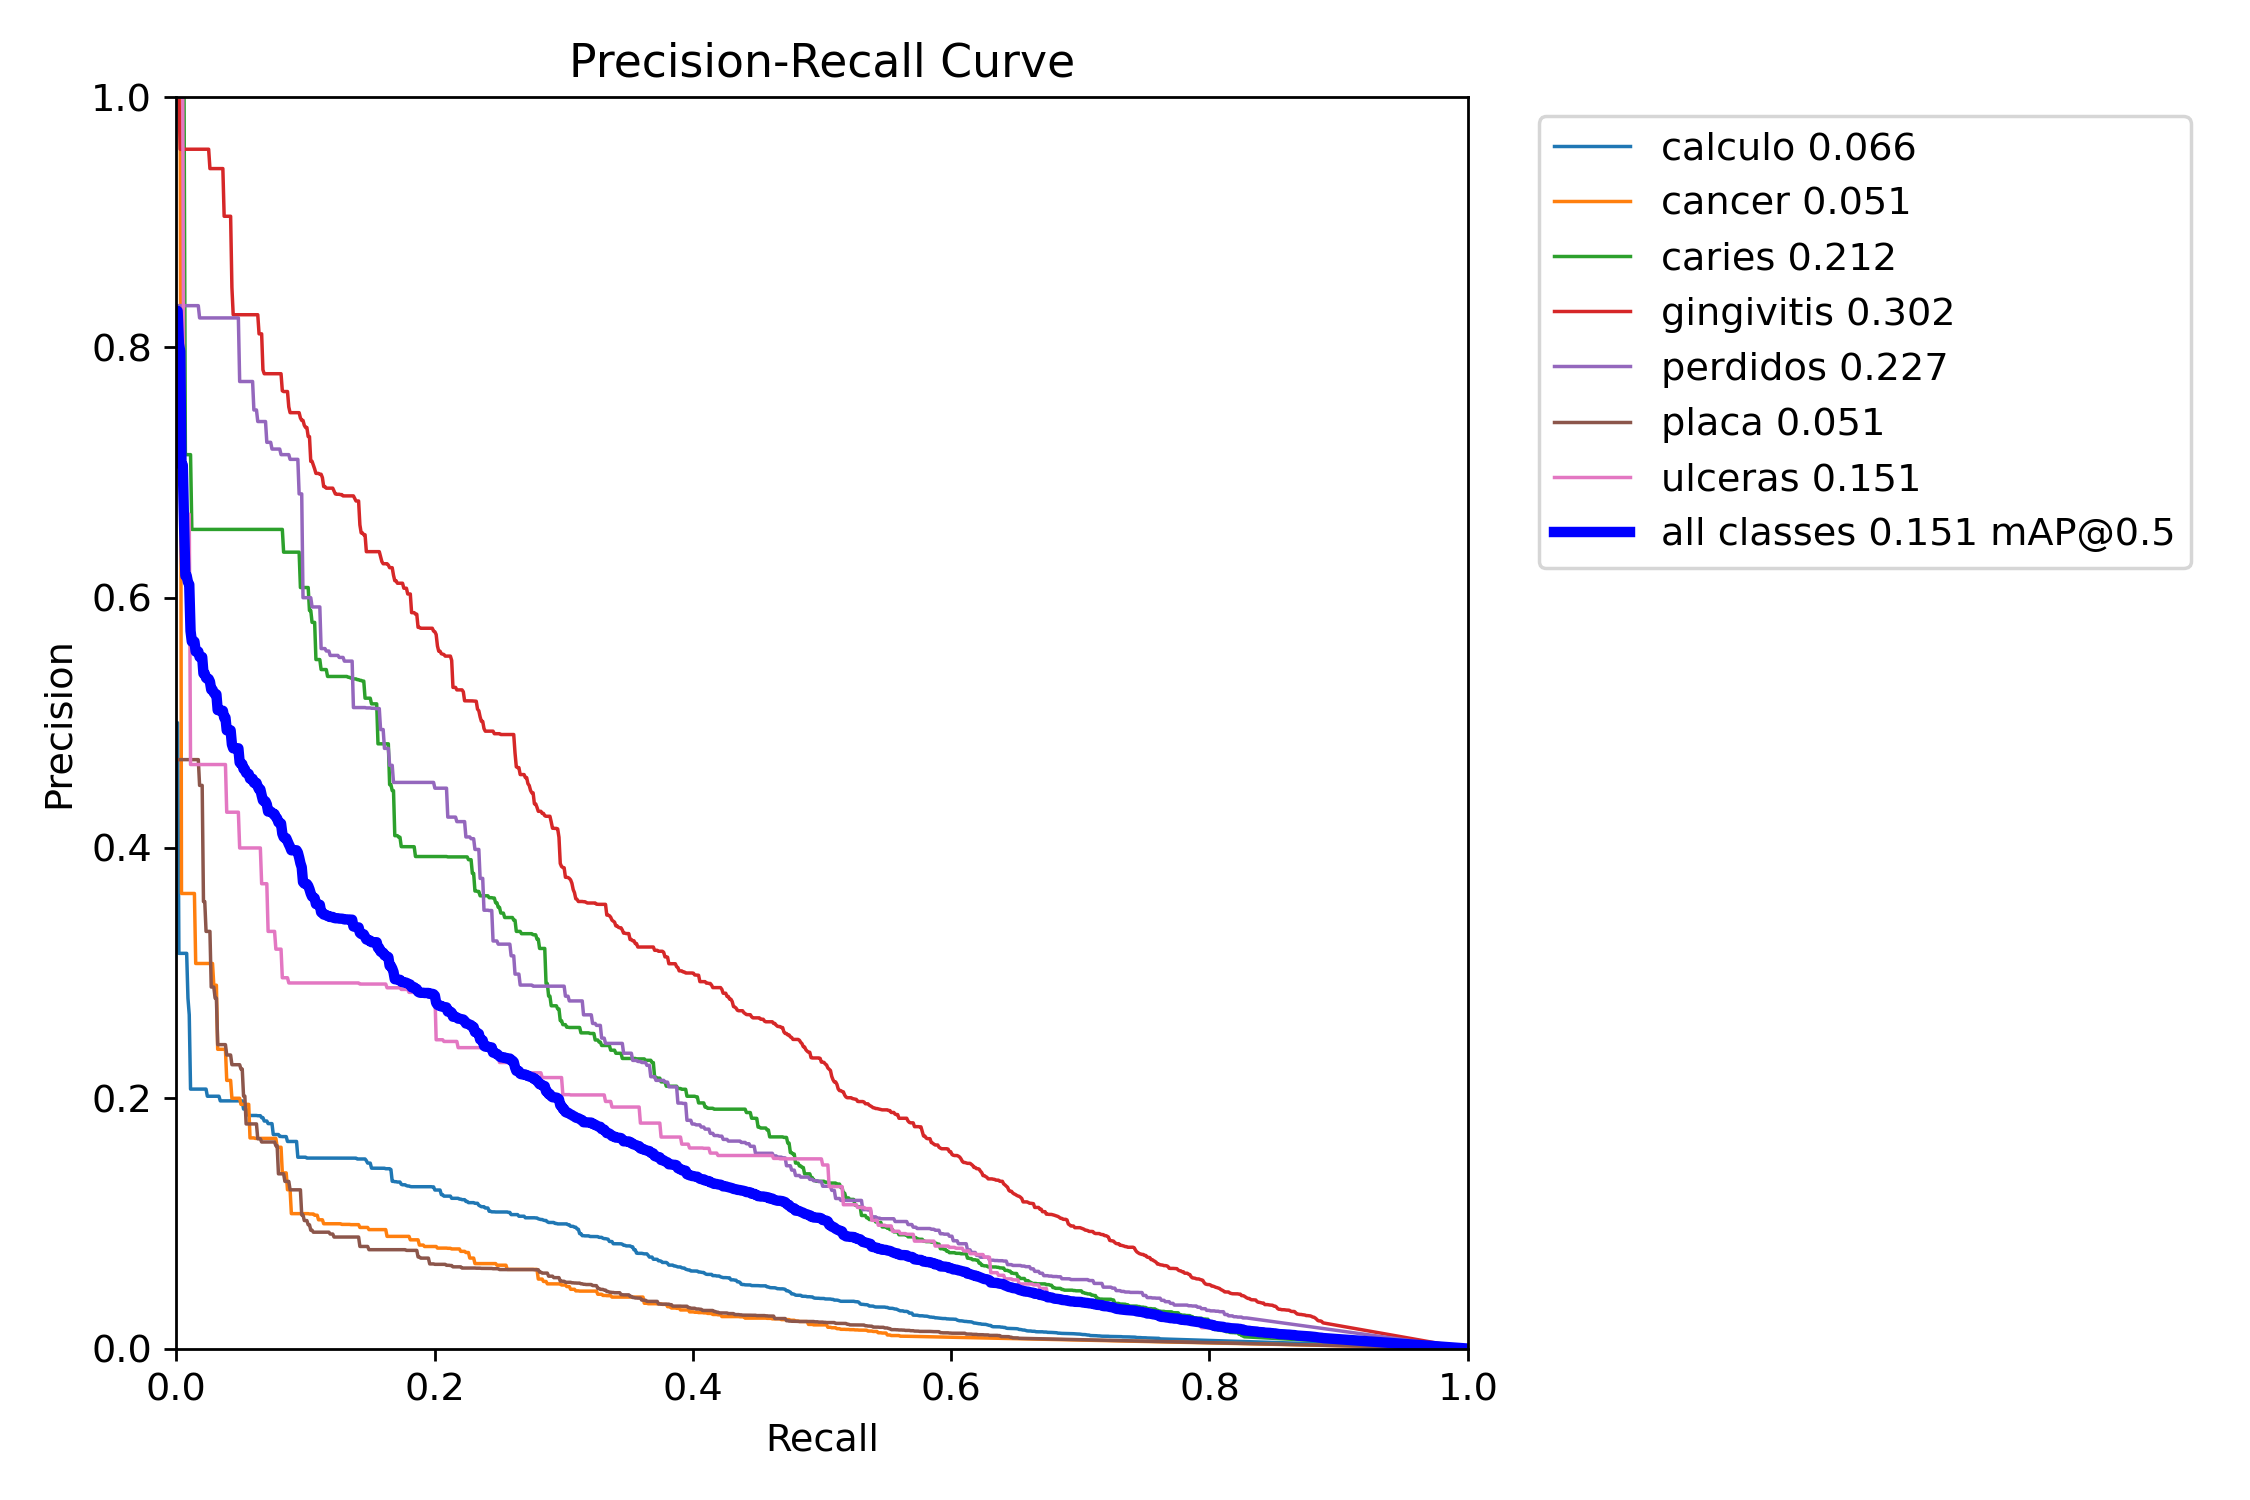 Precision-Recall Curve
1.0
0.8
0.6
0.4
0.2
0.0
Precision
0.0 0.2 0.4 0.6 0.8 1.0
Recall
calculo 0.066
cancer 0.051
caries 0.212
gingivitis 0.302
perdidos 0.227
placa 0.051
ulceras 0.151
all classes 0.151 mAP@0.5